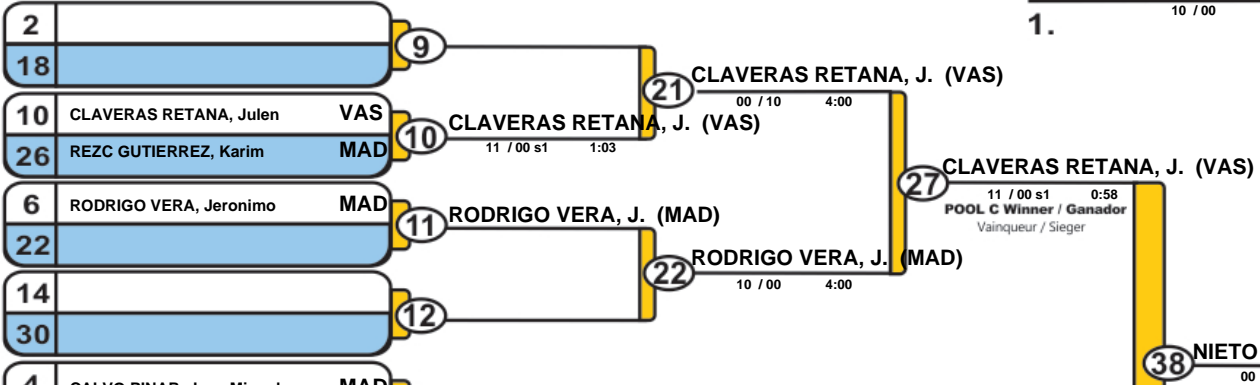 10 / 00
1.
2
18
9
10 CLAVERAS RETANA, Julen VAS
26 REZC GUTIERREZ, Karim MAD
10
CLAVERAS RETANA, J. (VAS)
11 / 00 s1 1:03
21
CLAVERAS RETANA, J. (VAS)
00 / 10 4:00
6 RODRIGO VERA, Jeronimo MAD
22
11
RODRIGO VERA, J. (MAD)
14
30
12
22
RODRIGO VERA, J. (MAD)
10 / 00 4:00
27
CLAVERAS RETANA, J. (VAS)
11 / 00 s1 0:58
POOL C Winner / Ganador
Vainqueur / Sieger
38
NIETO
00
4 MAD